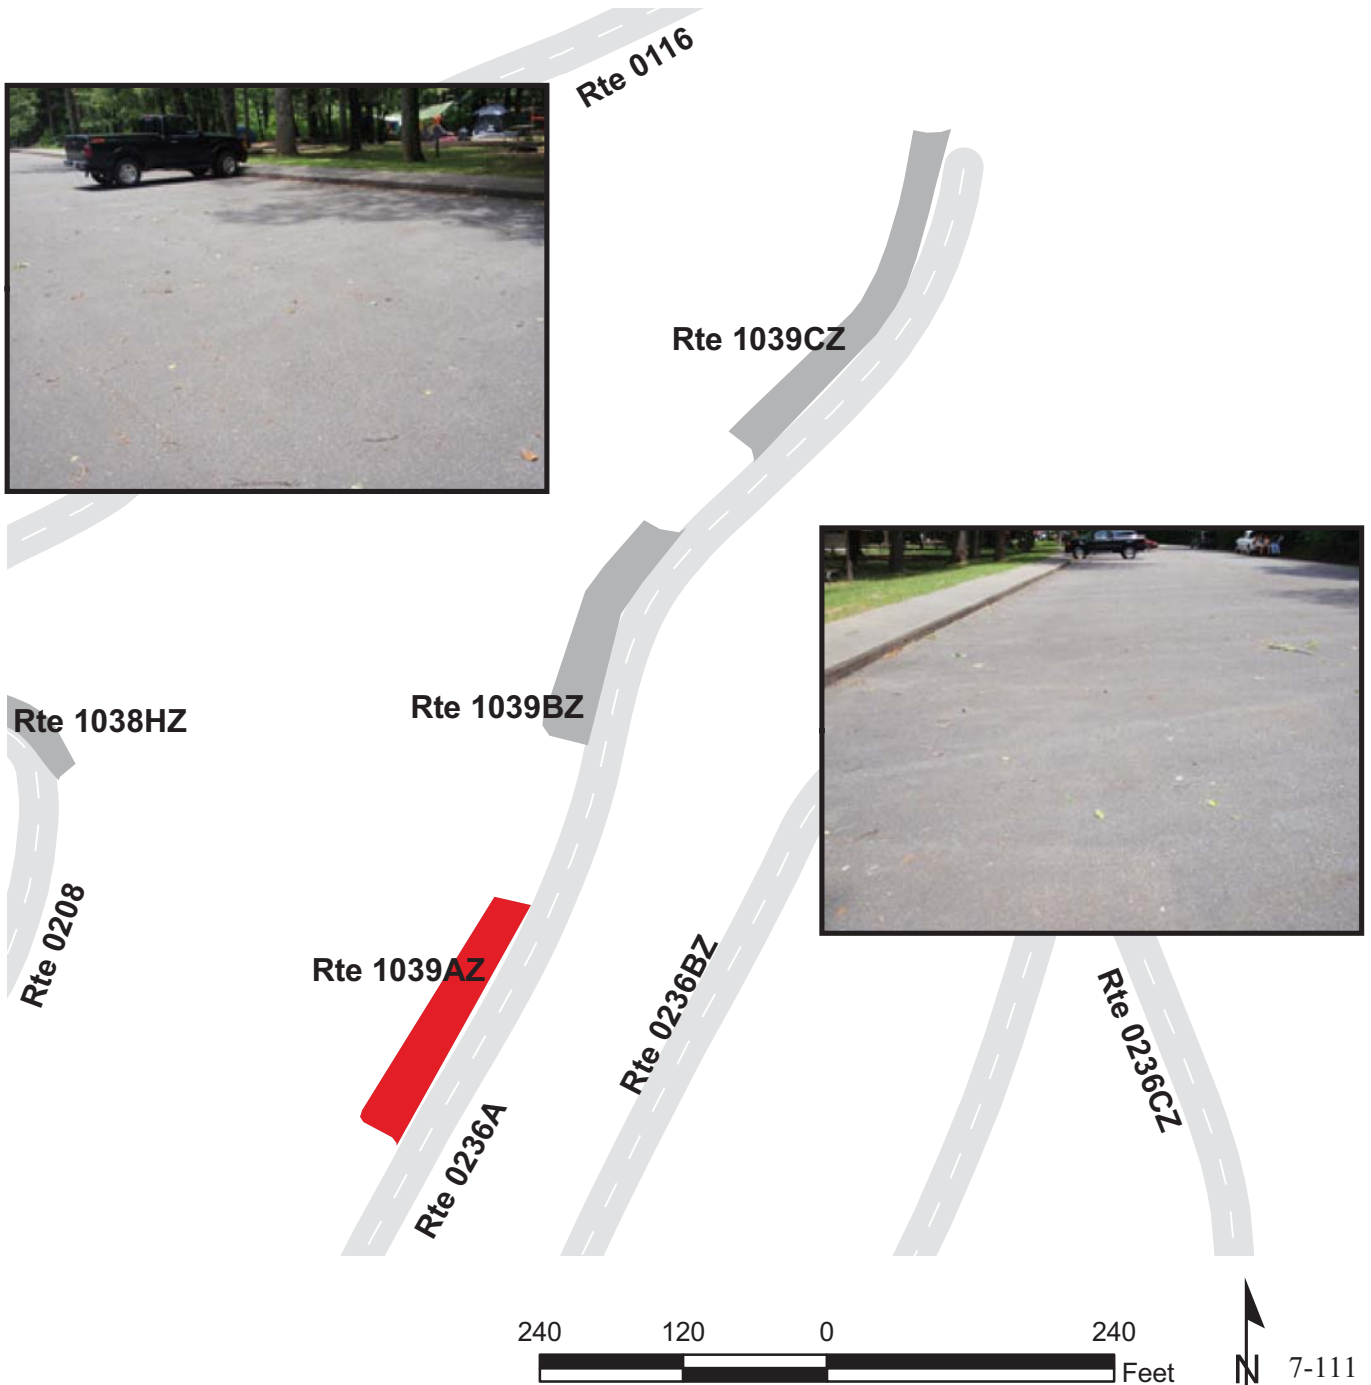 Rte 0116
Rte 1039CZ
Rte 1039BZ
Rte 1038HZ
Rte 0208
Rte 1039AZ
Rte 0236BZ
Rte 0236CZ
Rte 0236A
240 120 0 240
Feet
N
7-111